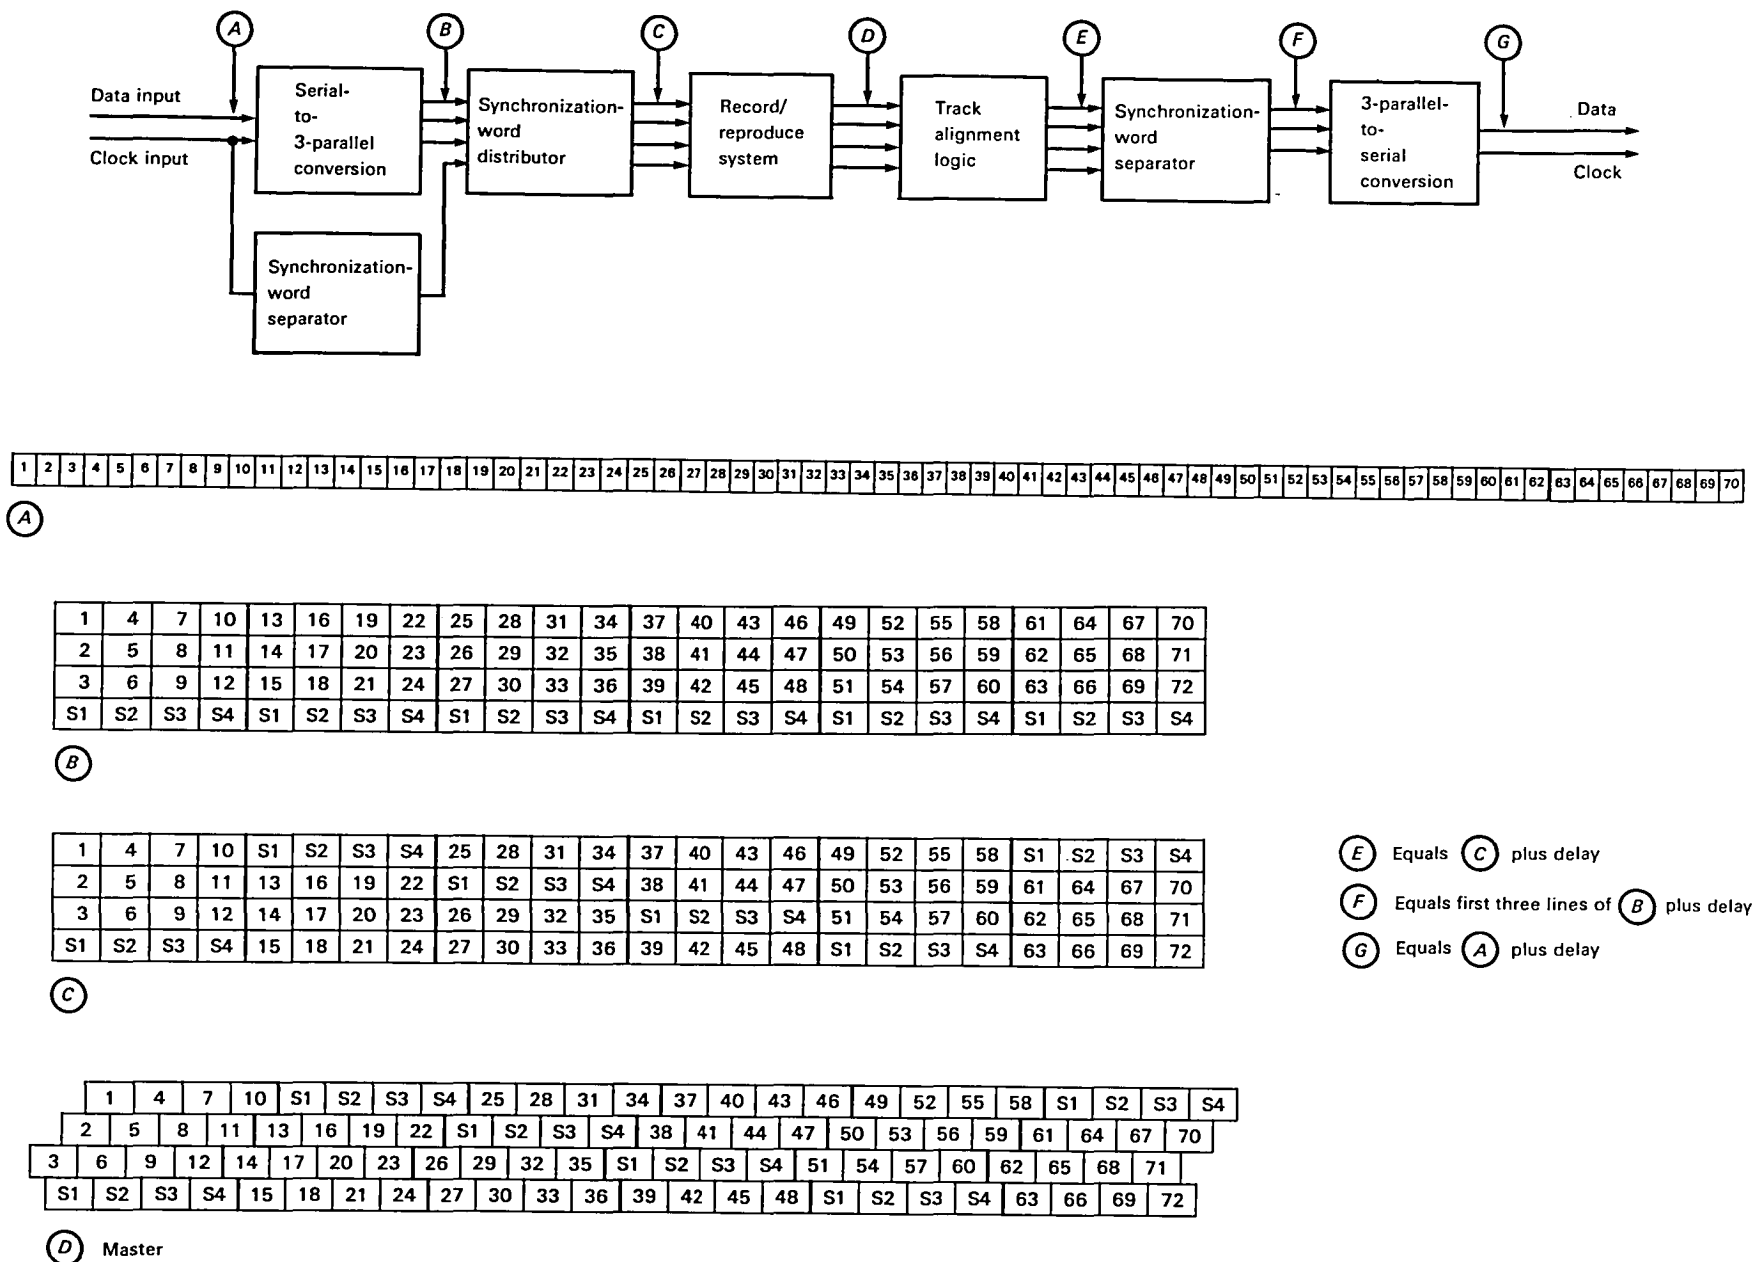 A B C D E F G
Data input
Clock input
Serial-
to-
3-parallel
conversion
Synchronization-
word
distributor
Record/
reproduce
system
Track
alignment
logic
Synchronization-
word
separator
3-parallel-
to-
serial
conversion
Data
Clock
Synchronization-
word
separator
1 2 3 4 5 6 7 8 9 10 11 12 13 14 15 16 17 18 19 20 21 22 23 24 25 26 27 28 29 30 31 32 33 34 35 36 37 38 39 40 41 42 43 44 45 46 47 48 49 50 51 52 53 54 55 56 57 58 59 60 61 62 63 64 65 66 67 68 69 70
A
1 4 7 10 13 16 19 22 25 28 31 34 37 40 43 46 49 52 55 58 61 64 67 70
2 5 8 11 14 17 20 23 26 29 32 35 38 41 44 47 50 53 56 59 62 65 68 71
3 6 9 12 15 18 21 24 27 30 33 36 39 42 45 48 51 54 57 60 63 66 69 72
S1 S2 S3 S4 S1 S2 S3 S4 S1 S2 S3 S4 S1 S2 S3 S4 S1 S2 S3 S4 S1 S2 S3 S4
B
1 4 7 10 S1 S2 S3 S4 25 28 31 34 37 40 43 46 49 52 55 58 S1 S2 S3 S4
2 5 8 11 13 16 19 22 S1 S2 S3 S4 38 41 44 47 50 53 56 59 61 64 67 70
3 6 9 12 14 17 20 23 26 29 32 35 S1 S2 S3 S4 51 54 57 60 62 65 68 71
S1 S2 S3 S4 15 18 21 24 27 30 33 36 39 42 45 48 S1 S2 S3 S4 63 66 69 72
C
E Equals C plus delay
F Equals first three lines of B plus delay
G Equals A plus delay
1 4 7 10 S1 S2 S3 S4 25 28 31 34 37 40 43 46 49 52 55 58 S1 S2 S3 S4
2 5 8 11 13 16 19 22 S1 S2 S3 S4 38 41 44 47 50 53 56 59 61 64 67 70
3 6 9 12 14 17 20 23 26 29 32 35 S1 S2 S3 S4 51 54 57 60 62 65 68 71
S1 S2 S3 S4 15 18 21 24 27 30 33 36 39 42 45 48 S1 S2 S3 S4 63 66 69 72
D Master